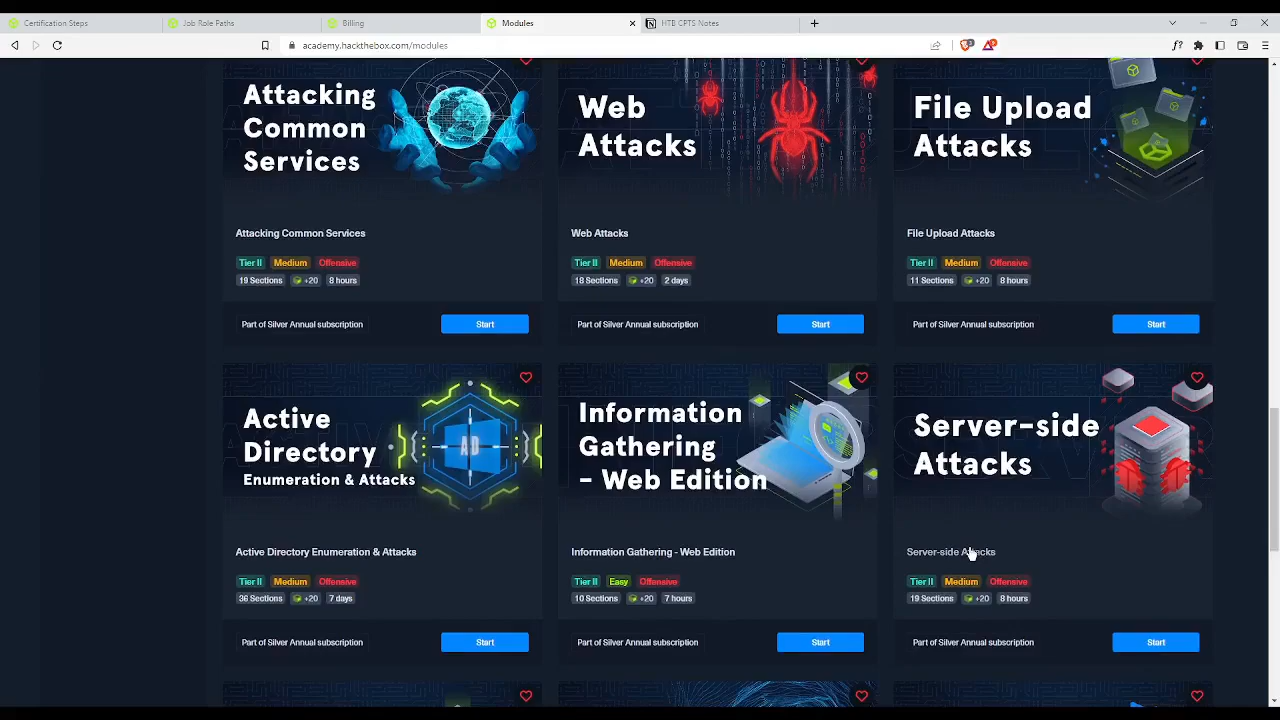 Certification Steps
Job Role Paths
Billing
Modules
HTB CPTS Notes
academy.hackthebox.com/modules
Attacking
Common
Services
Attacking Common Services
Tier II Medium Offensive
19 Sections +20 8 hours
Part of Silver Annual subscription Start
Web
Attacks
Web Attacks
Tier II Medium Offensive
18 Sections +20 2 days
Part of Silver Annual subscription Start
File Upload
Attacks
File Upload Attacks
Tier II Medium Offensive
11 Sections +20 8 hours
Part of Silver Annual subscription Start
Active
Directory
Enumeration & Attacks
AD
Active Directory Enumeration & Attacks
Tier II Medium Offensive
36 Sections +20 7 days
Part of Silver Annual subscription Start
Information
Gathering
- Web Edition
Information Gathering - Web Edition
Tier II Easy Offensive
10 Sections +20 7 hours
Part of Silver Annual subscription Start
Server-side
Attacks
Server-side Attacks
Tier II Medium Offensive
19 Sections +20 8 hours
Part of Silver Annual subscription Start